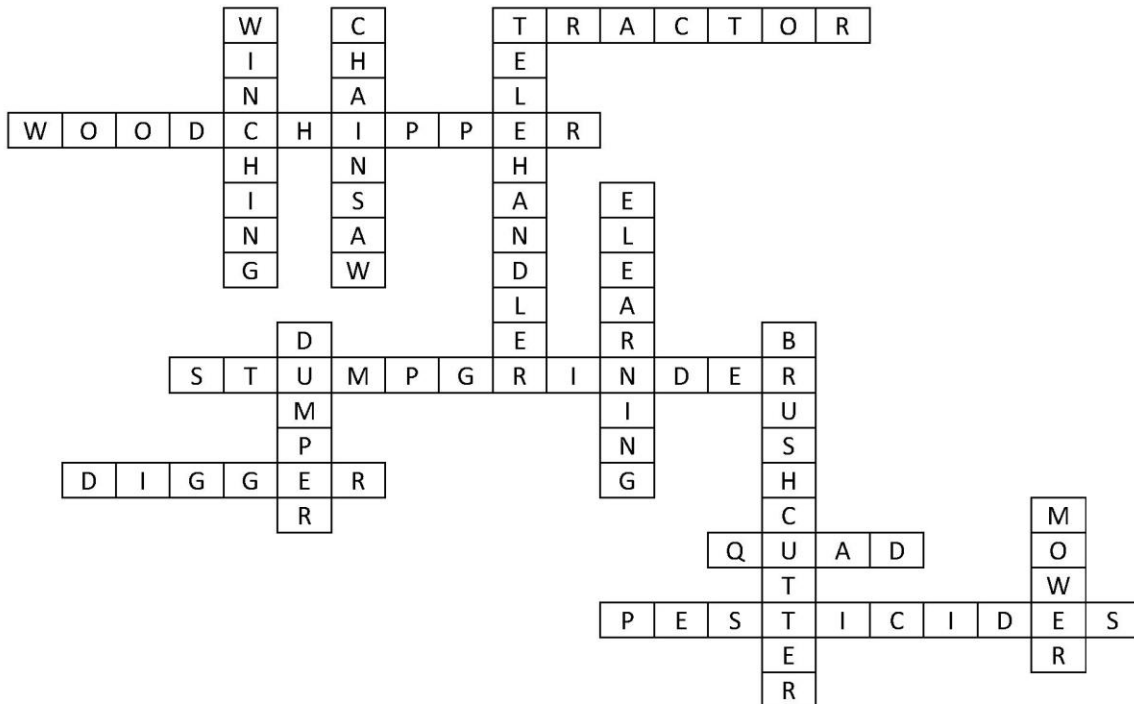 WINCHING
CHAINSAW
TELEHANDLER
TRACTOR
WOODCHIPPER
ELEARNING
DUMPER
BRUSHCUTTER
STUMPGRINDER
DIGGER
MOWER
QUAD
PESTICIDES